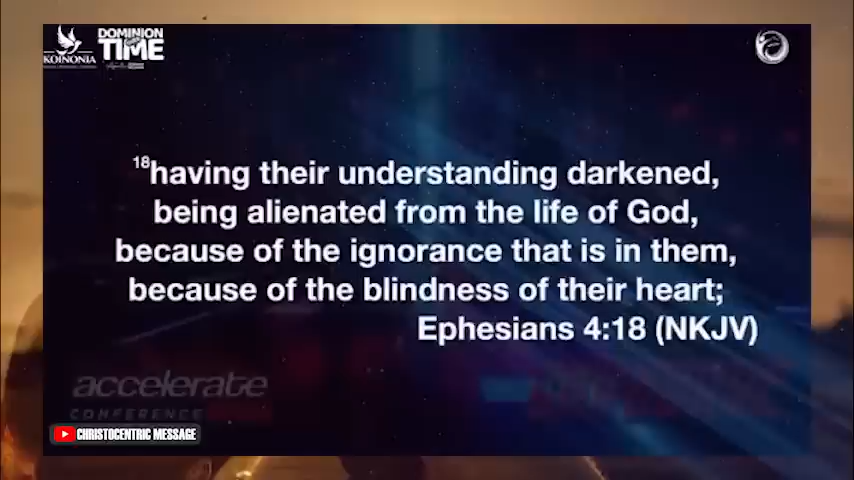 KOINONIA
DOMINION
TIME
18having their understanding darkened,
being alienated from the life of God,
because of the ignorance that is in them,
because of the blindness of their heart;
Ephesians 4:18 (NKJV)
accelerate
CONFERENCE
CHRISTOCENTRIC MESSAGE